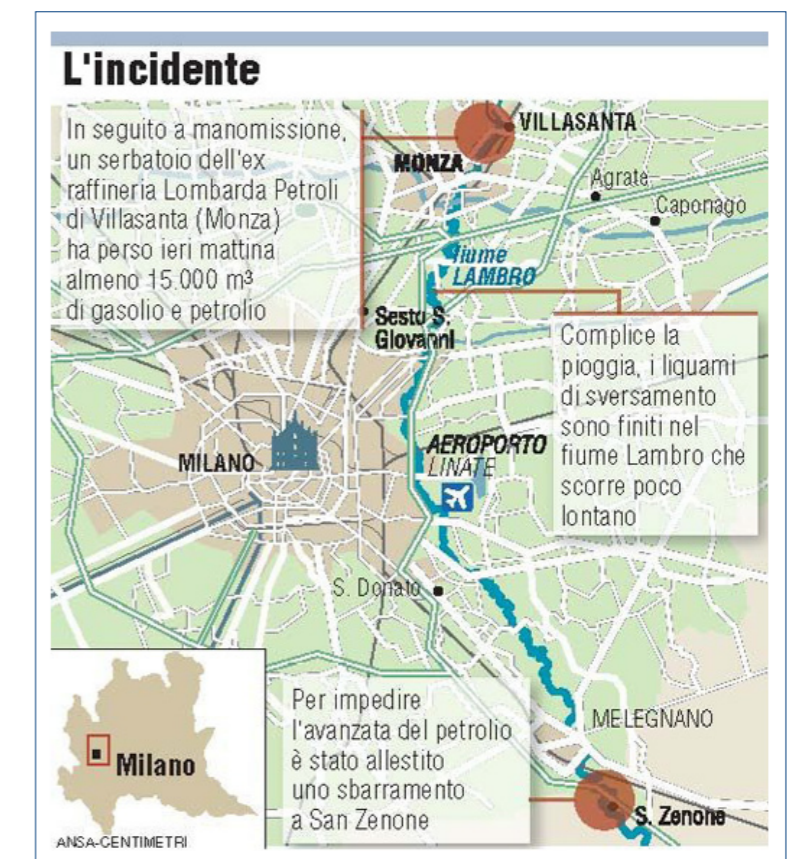 L'incidente
In seguito a manomissione,
un serbatoio dell'ex
raffineria Lombarda Petroli
di Villasanta (Monza)
ha perso ieri mattina
almeno 15.000 m³
di gasolio e petrolio
VILLASANTA
MONZA
Agrate
Caponago
fiume
LAMBRO
Sesto S.
Giovanni
Complice la
pioggia, i liquami
di sversamento
sono finiti nel
fiume Lambro che
scorre poco
lontano
MILANO
AEROPORTO
LINATE
S. Donato
Per impedire
l'avanzata del petrolio
è stato allestito
uno sbarramento
a San Zenone
MELEGNANO
S. Zenone
Milano
ANSA-CENTIMETRI